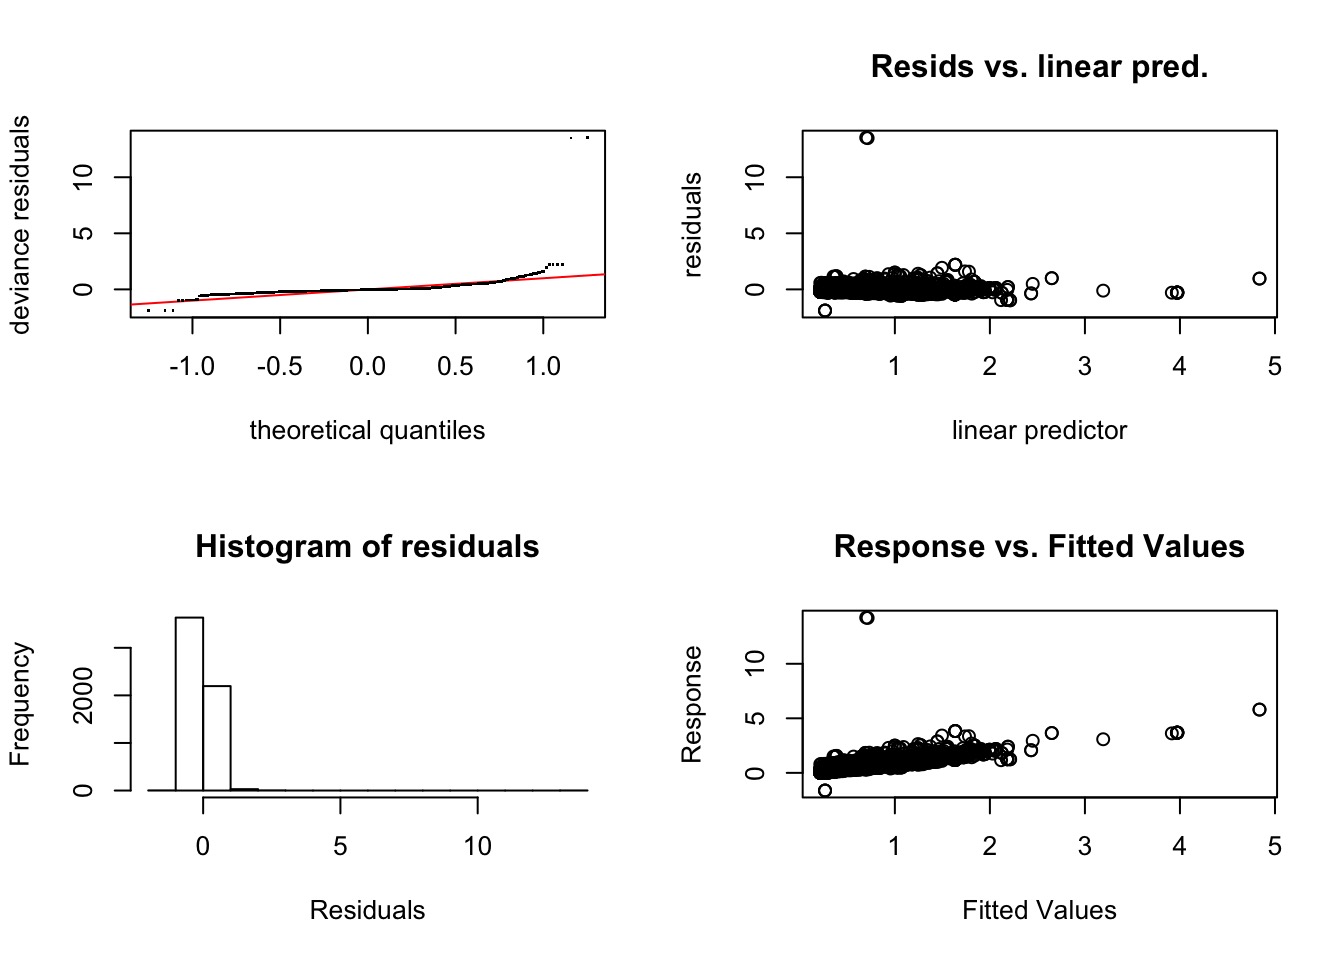 deviance residuals
10
5
0
-1.0 -0.5 0.0 0.5 1.0
theoretical quantiles
Resids vs. linear pred.
residuals
10
5
0
1 2 3 4 5
linear predictor
Histogram of residuals
Frequency
2000
0
0 5 10
Residuals
Response vs. Fitted Values
Response
10
5
0
1 2 3 4 5
Fitted Values